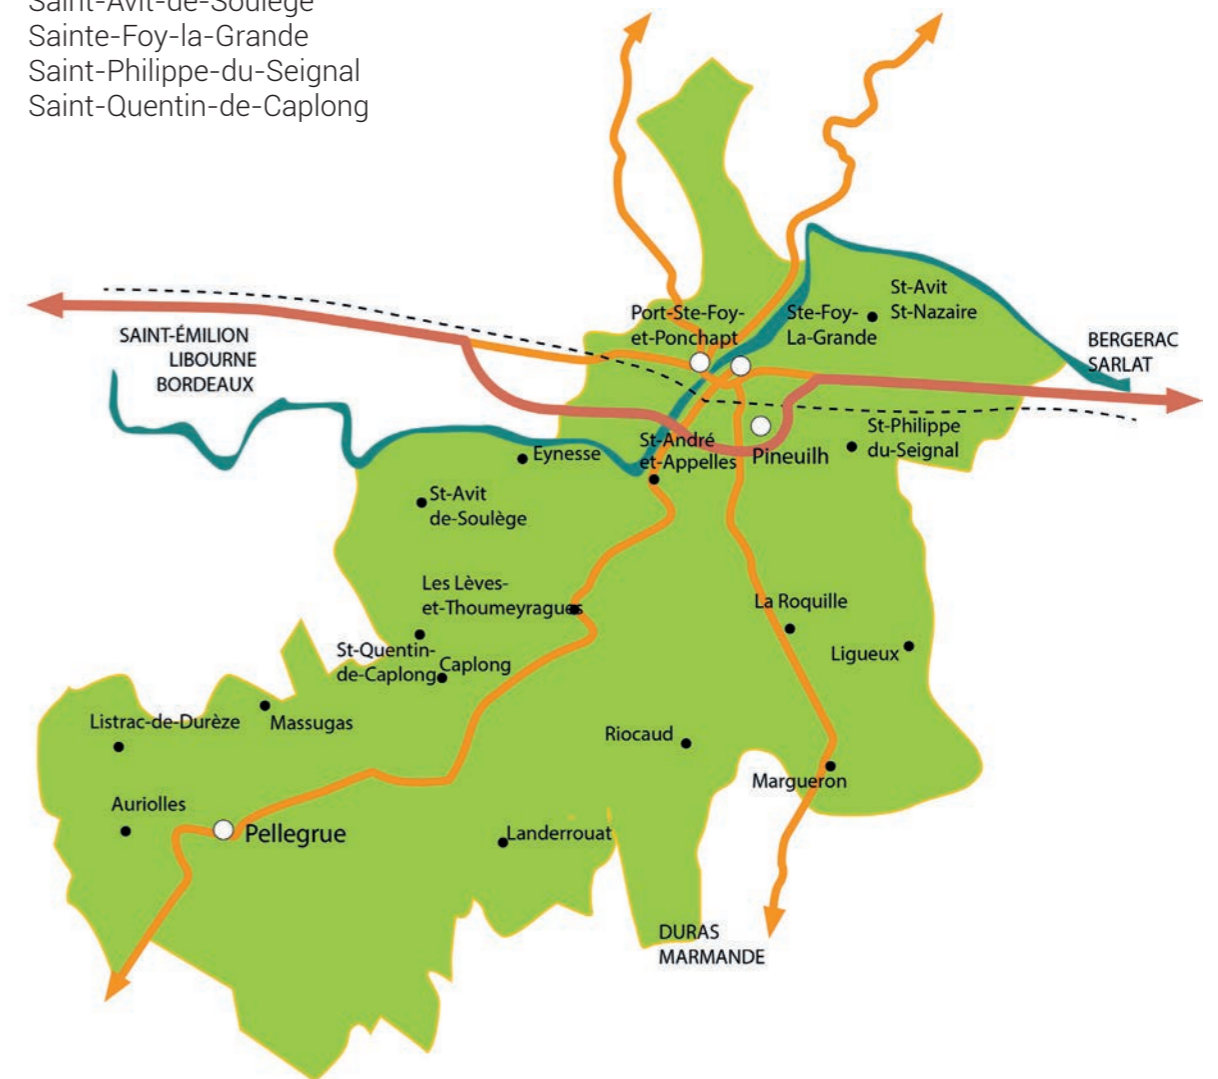 Saint-Avit-de-Soulège
Sainte-Foy-la-Grande
Saint-Philippe-du-Seignal
Saint-Quentin-de-Caplong
St-Avit
St-Nazaire
Port-Ste-Foy-
et-Ponchapt
Ste-Foy-
La-Grande
SAINT-ÉMILION
LIBOURNE
BORDEAUX
BERGERAC
SARLAT
St-Philippe
du-Seignal
St-André
et-Appelles
Pineuilh
Eynesse
St-Avit
de-Soulège
Les Lèves-
et-Thoumeyragues
La Roquille
St-Quentin-
de-Caplong
Caplong
Ligueux
Listrac-de-Durèze
Massugas
Riocaud
Margueron
Auriolles
Pellegrue
Landerrouat
DURAS
MARMANDE